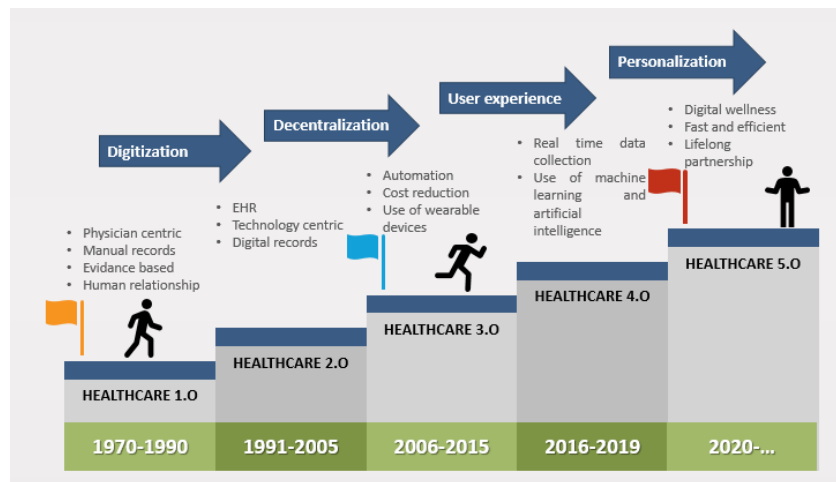 Personalization
User experience
Decentralization
Digitization
• Physician centric
• Manual records
• Evidence based
• Human relationship
• EHR
• Technology centric
• Digital records
• Automation
• Cost reduction
• Use of wearable
devices
• Real time data
collection
• Use of machine
learning and
artificial
intelligence
• Digital wellness
• Fast and efficient
• Lifelong
partnership
HEALTHCARE 1.O
HEALTHCARE 2.O
HEALTHCARE 3.O
HEALTHCARE 4.O
HEALTHCARE 5.O
1970-1990
1991-2005
2006-2015
2016-2019
2020-...